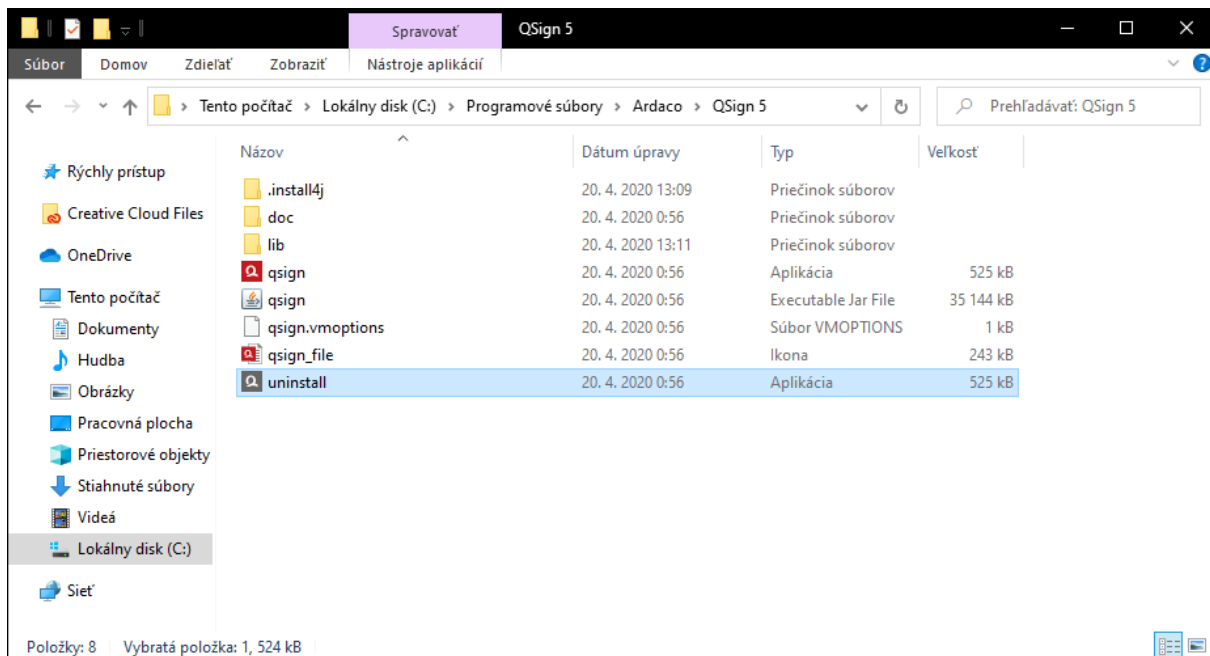 Spravovať QSign 5
Súbor Domov Zdieľať Zobraziť Nástroje aplikácií
Tento počítač Lokálny disk (C:) Programové súbory Ardaco QSign 5 Prehľadávať: QSign 5
Názov Dátum úpravy Typ Veľkosť
Rýchly prístup
Creative Cloud Files
OneDrive
Tento počítač
Dokumenty
Hudba
Obrázky
Pracovná plocha
Priestorové objekty
Stiahnuté súbory
Videá
Lokálny disk (C:)
Sieť
.install4j 20. 4. 2020 13:09 Priečinok súborov
doc 20. 4. 2020 0:56 Priečinok súborov
lib 20. 4. 2020 13:11 Priečinok súborov
qsign 20. 4. 2020 0:56 Aplikácia 525 kB
qsign 20. 4. 2020 0:56 Executable Jar File 35 144 kB
qsign.vmoptions 20. 4. 2020 0:56 Súbor VMOPTIONS 1 kB
qsign_file 20. 4. 2020 0:56 Ikona 243 kB
uninstall 20. 4. 2020 0:56 Aplikácia 525 kB
Položky: 8 Vybratá položka: 1, 524 kB